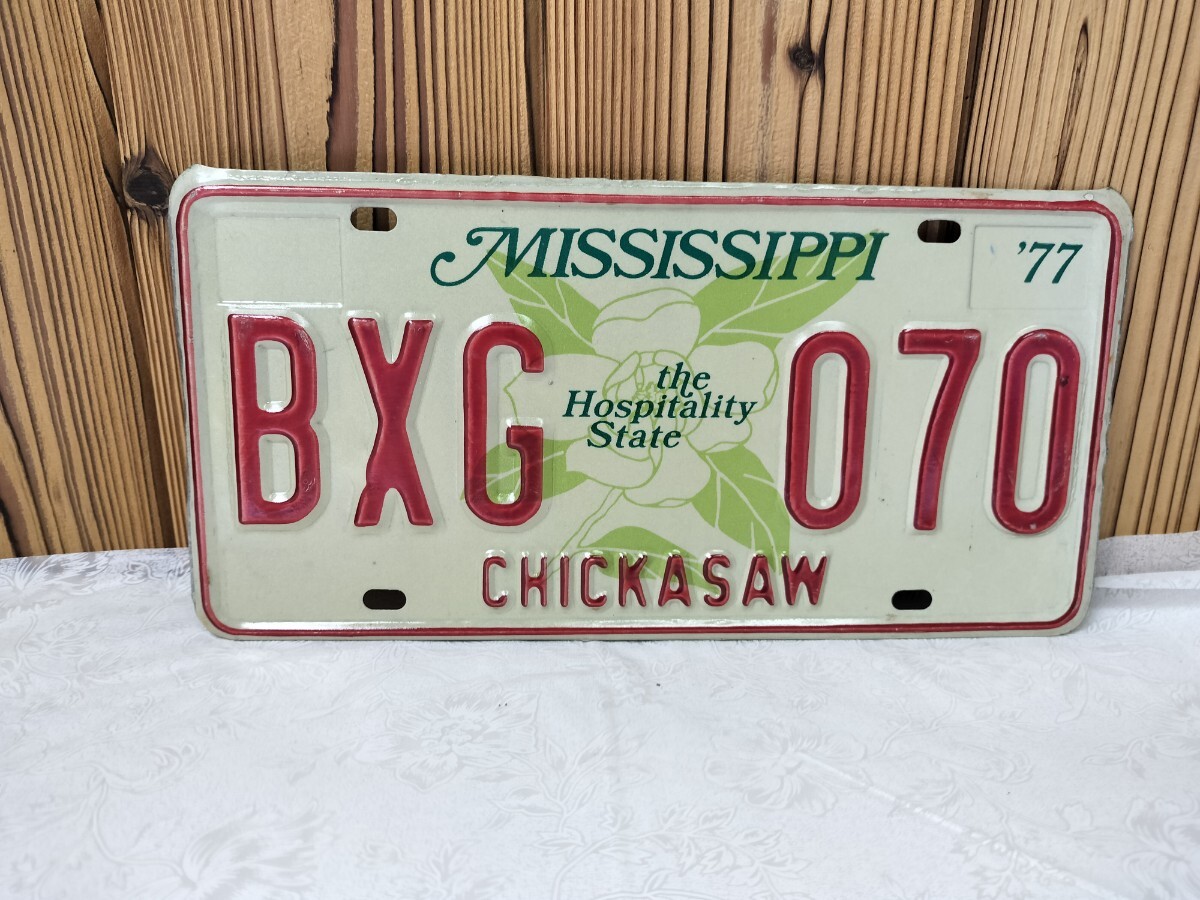 MISSISSIPPI '77
BXG 070
the
Hospitality
State
CHICKASAW